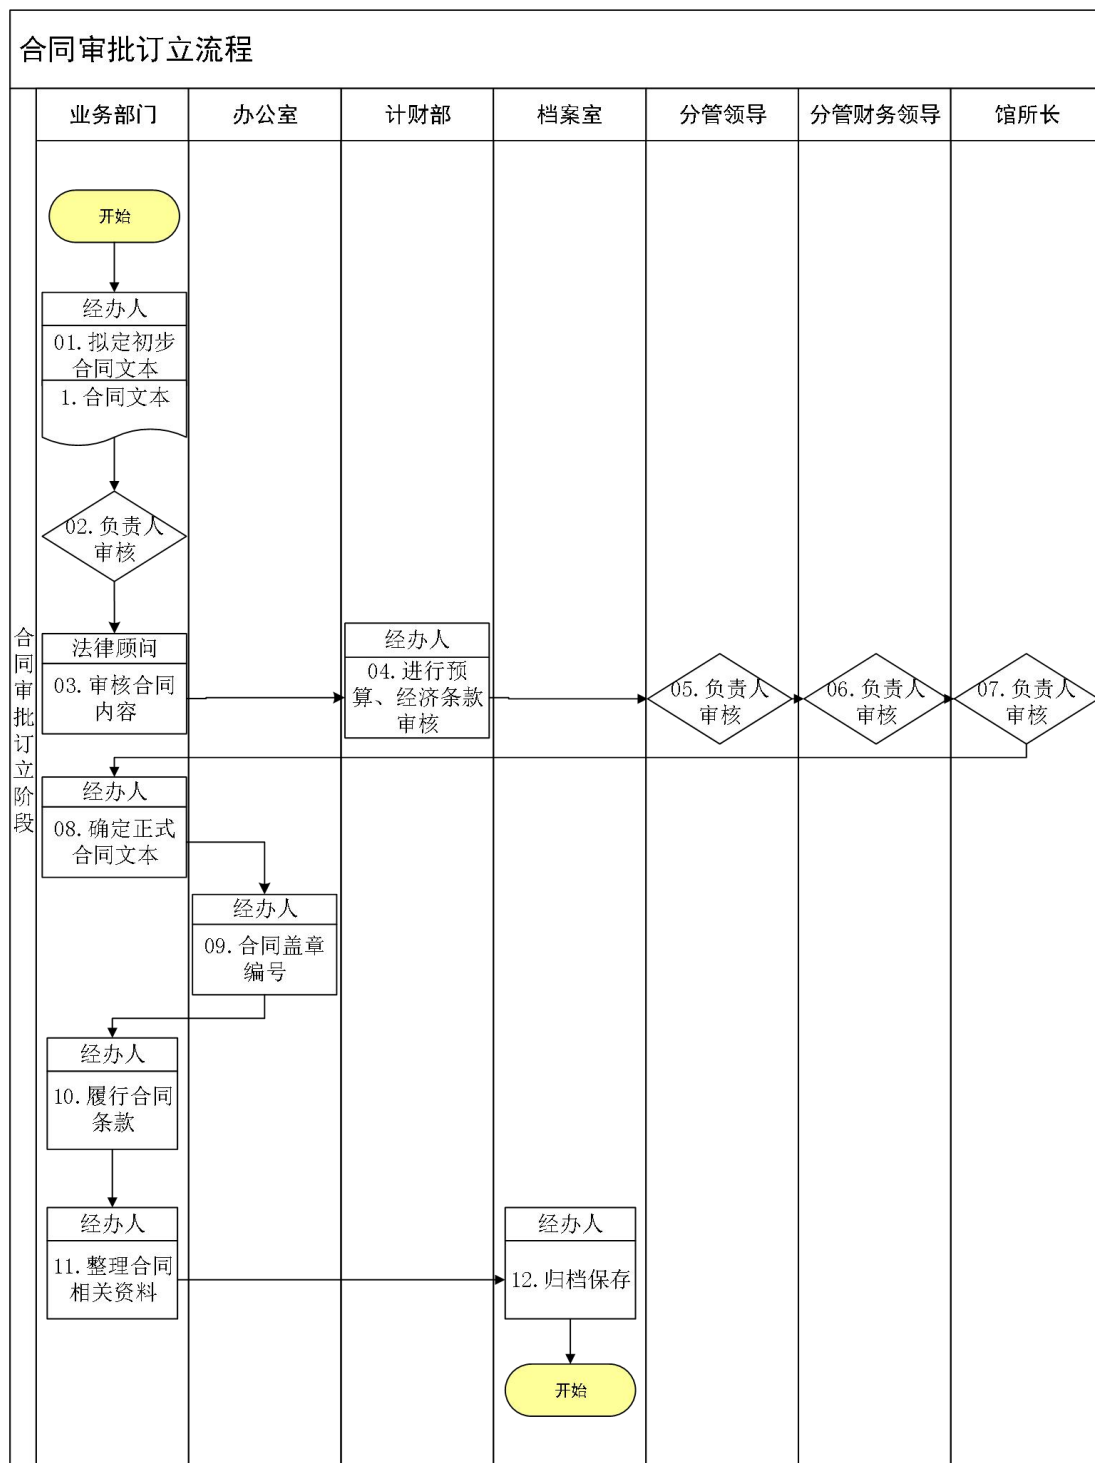 合同审批订立流程
业务部门
办公室
计财部
档案室
分管领导
分管财务领导
馆所长
合同审批订立阶段
开始
经办人
01.拟定初步
合同文本
1.合同文本
02.负责人
审核
法律顾问
03.审核合同
内容
经办人
04.进行预
算、经济条款
审核
05.负责人
审核
06.负责人
审核
07.负责人
审核
经办人
08.确定正式
合同文本
经办人
09.合同盖章
编号
经办人
10.履行合同
条款
经办人
11.整理合同
相关资料
经办人
12.归档保存
开始